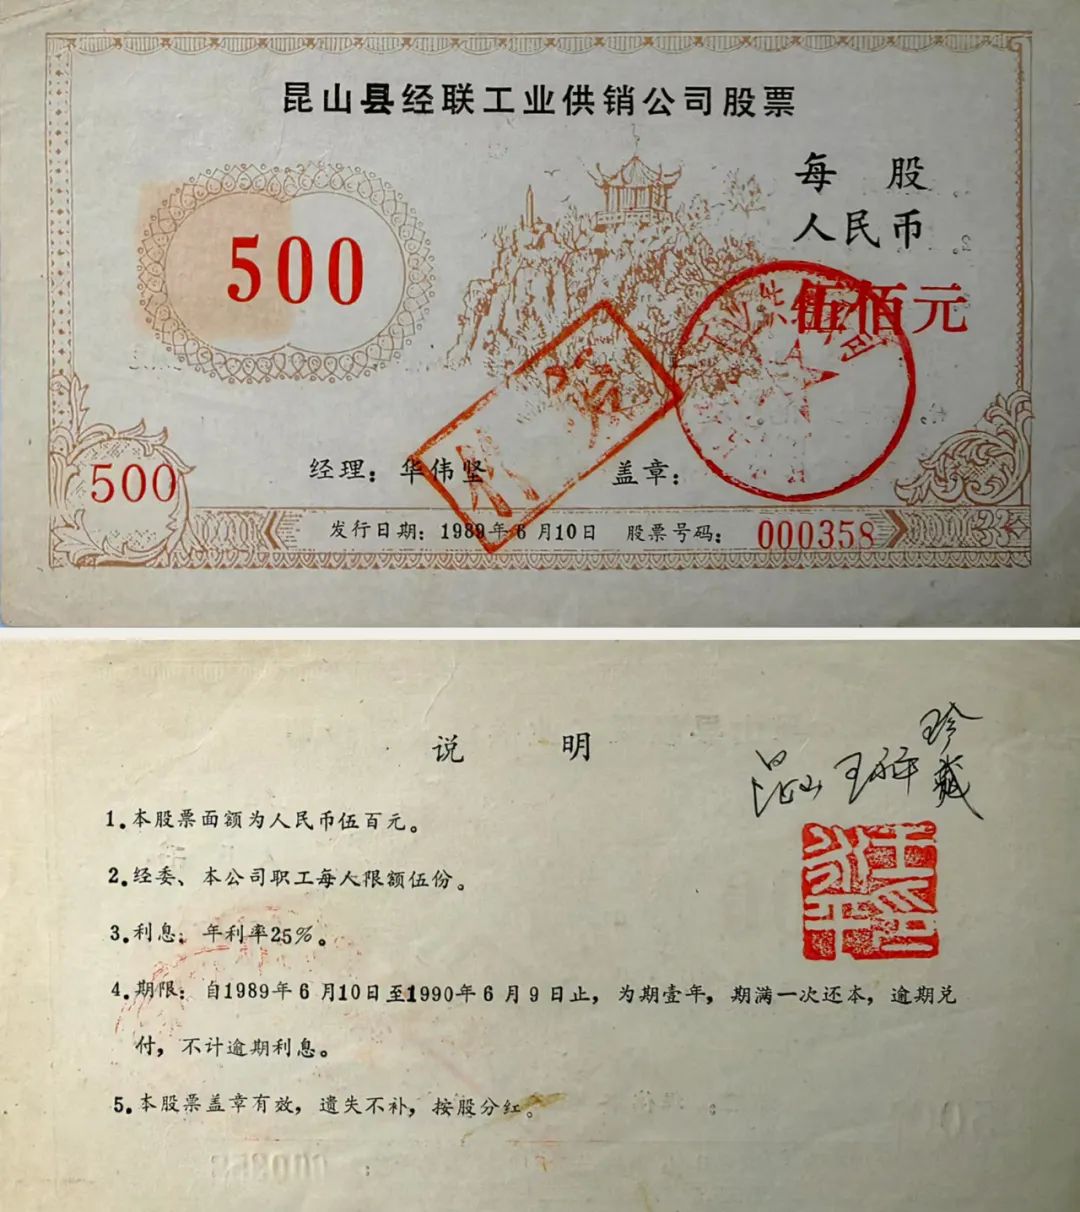 昆山县经联工业供销公司股票
每 股
人民币
伍佰元
500
500
经理：华伟坚
盖章：
发行日期：1989年6月10日 股票号码：000358
说 明
1.本股票面额为人民币伍百元。
2.经委、本公司职工每人限额伍份。
3.利息：年利率25%。
4.期限：自1989年6月10日至1990年6月9日止，为期壹年，期满一次还本，逾期兑
付，不计逾期利息。
5.本股票盖章有效，遗失不补，按股分红。
昆山 王永年
珍藏